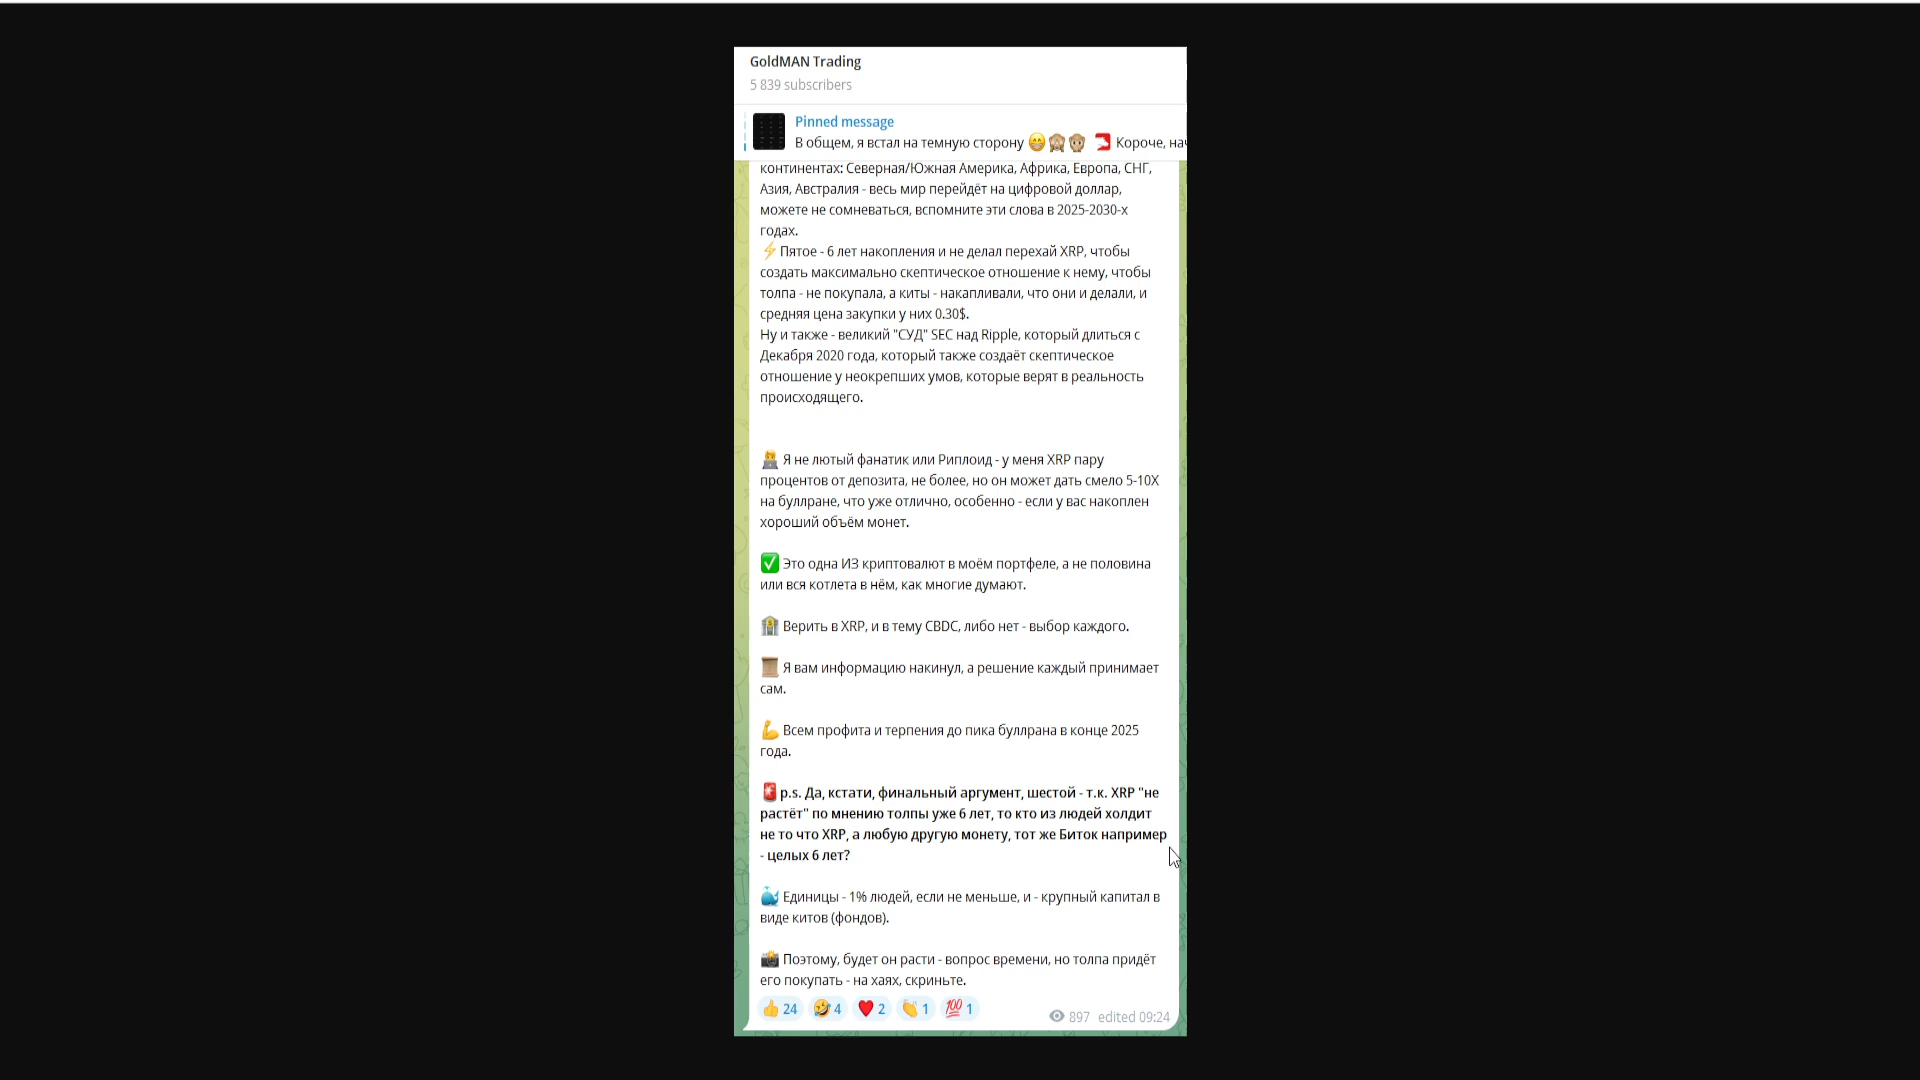 GoldMAN Trading
5 839 subscribers
Pinned message
В общем, я встал на темную сторону 😁🙈🙊 Короче, нач
континентах: Северная/Южная Америка, Африка, Европа, СНГ,
Азия, Австралия - весь мир перейдёт на цифровой доллар,
можете не сомневаться, вспомните эти слова в 2025-2030-х
годах.
⚡Пятое - 6 лет накопления и не делал перехай XRP, чтобы
создать максимально скептическое отношение к нему, чтобы
толпа - не покупала, а киты - накапливали, что они и делали, и
средняя цена закупки у них 0.30$.
Ну и также - великий "СУД" SEC над Ripple, который длиться с
Декабря 2020 года, который также создаёт скептическое
отношение у неокрепших умов, которые верят в реальность
происходящего.
👨‍💻 Я не лютый фанатик или Риплоид - у меня XRP пару
процентов от депозита, не более, но он может дать смело 5-10X
на буллране, что уже отлично, особенно - если у вас накоплен
хороший объём монет.
✅ Это одна ИЗ криптовалют в моём портфеле, а не половина
или вся котлета в нём, как многие думают.
🏦 Верить в XRP, и в тему CBDC, либо нет - выбор каждого.
📜 Я вам информацию накинул, а решение каждый принимает
сам.
💪 Всем профита и терпения до пика буллрана в конце 2025
года.
🚨p.s. Да, кстати, финальный аргумент, шестой - т.к. XRP "не
растёт" по мнению толпы уже 6 лет, то кто из людей холдит
не то что XRP, а любую другую монету, тот же Биток например
- целых 6 лет?
🐳 Единицы - 1% людей, если не меньше, и - крупный капитал в
виде китов (фондов).
📸 Поэтому, будет он расти - вопрос времени, но толпа придёт
его покупать - на хаях, скриньте.
👍 24 🤣 4 ❤️ 2 👏 1 💯 1
897 edited 09:24